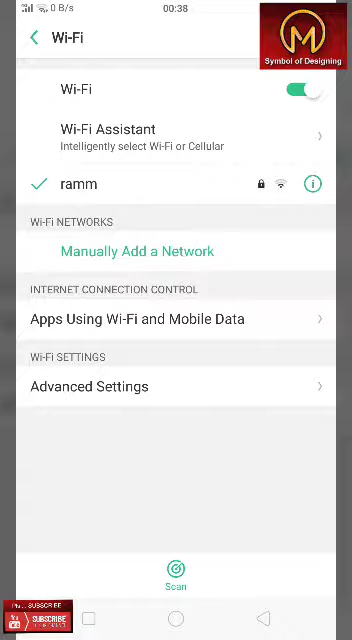 0 B/s 00:38
Wi-Fi
Symbol of Designing
Wi-Fi
Wi-Fi Assistant
Intelligently select Wi-Fi or Cellular
ramm
Wi-Fi NETWORKS
Manually Add a Network
INTERNET CONNECTION CONTROL
Apps Using Wi-Fi and Mobile Data
Wi-Fi SETTINGS
Advanced Settings
Scan
SUBSCRIBE
SUBSCRIBE